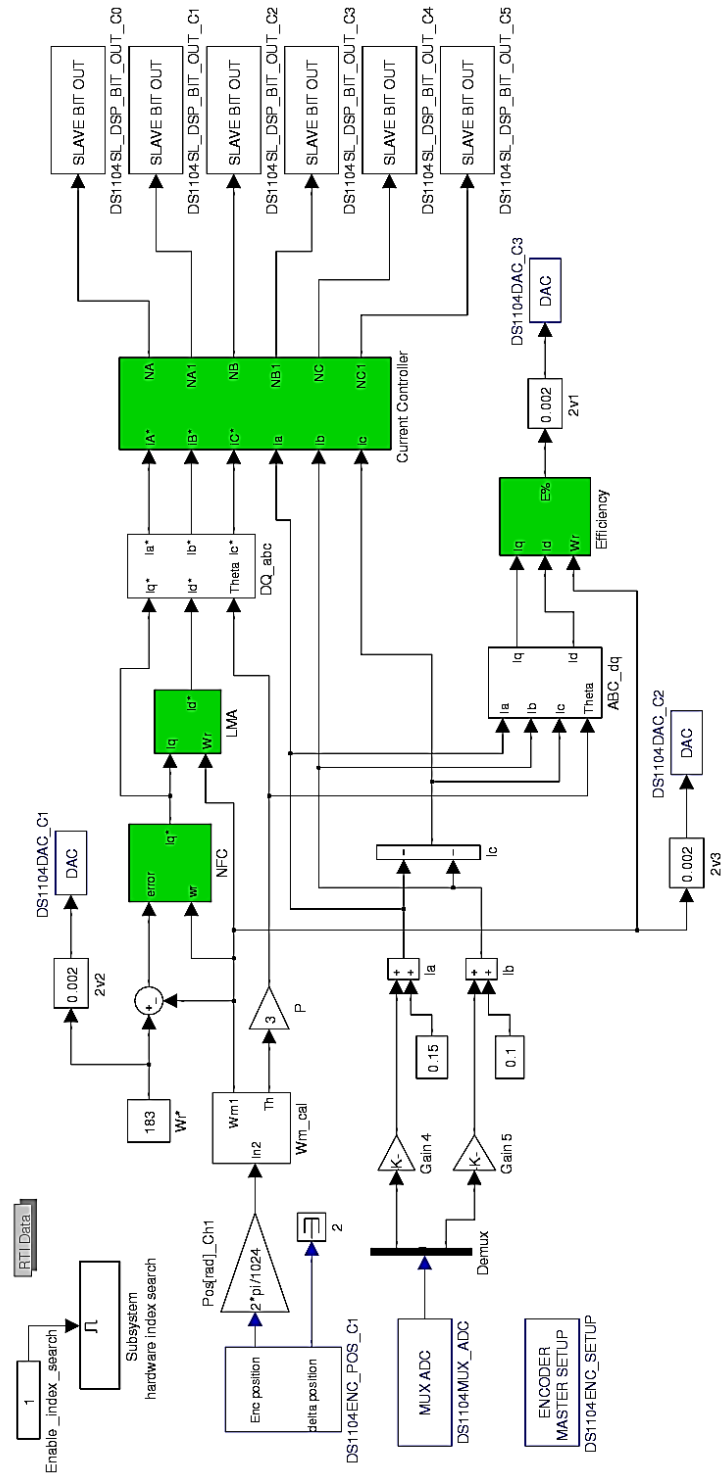 1
Enable _index_search
Subsystem
hardware index search
RTI Data
183
Wr*
0.002
2v2
DAC
DS1104DAC_C1
error
wr
Iq*
NFC
Iq
Wr
Id*
LMA
Iq*
Id*
Theta
Ia*
Ib*
Ic*
DQ_abc
IA*
IB*
IC*
Ia
Ib
Ic
NA
NA1
NB
NB1
NC
NC1
Current Controller
SLAVE BIT OUT
DS1104SL_DSP_BIT_OUT_C0
SLAVE BIT OUT
DS1104SL_DSP_BIT_OUT_C1
SLAVE BIT OUT
DS1104SL_DSP_BIT_OUT_C2
SLAVE BIT OUT
DS1104SL_DSP_BIT_OUT_C3
SLAVE BIT OUT
DS1104SL_DSP_BIT_OUT_C4
SLAVE BIT OUT
DS1104SL_DSP_BIT_OUT_C5
Enc position
delta position
DS1104ENC_POS_C1
2*pi/1024
Pos[rad]_Ch1
2
In2
Wm1
Th
Wm_cal
3
P
MUX ADC
DS1104MUX_ADC
Demux
-K-
Gain 4
-K-
Gain 5
0.15
0.1
+
+
Ia
+
+
Ib
Ic
Ia
Ib
Ic
Theta
Iq
Id
ABC_dq
Iq
Id
Wr
E%
Efficiency
0.002
2v1
DAC
DS1104DAC_C3
0.002
2v3
DAC
DS1104DAC_C2
ENCODER
MASTER SETUP
DS1104ENC_SETUP